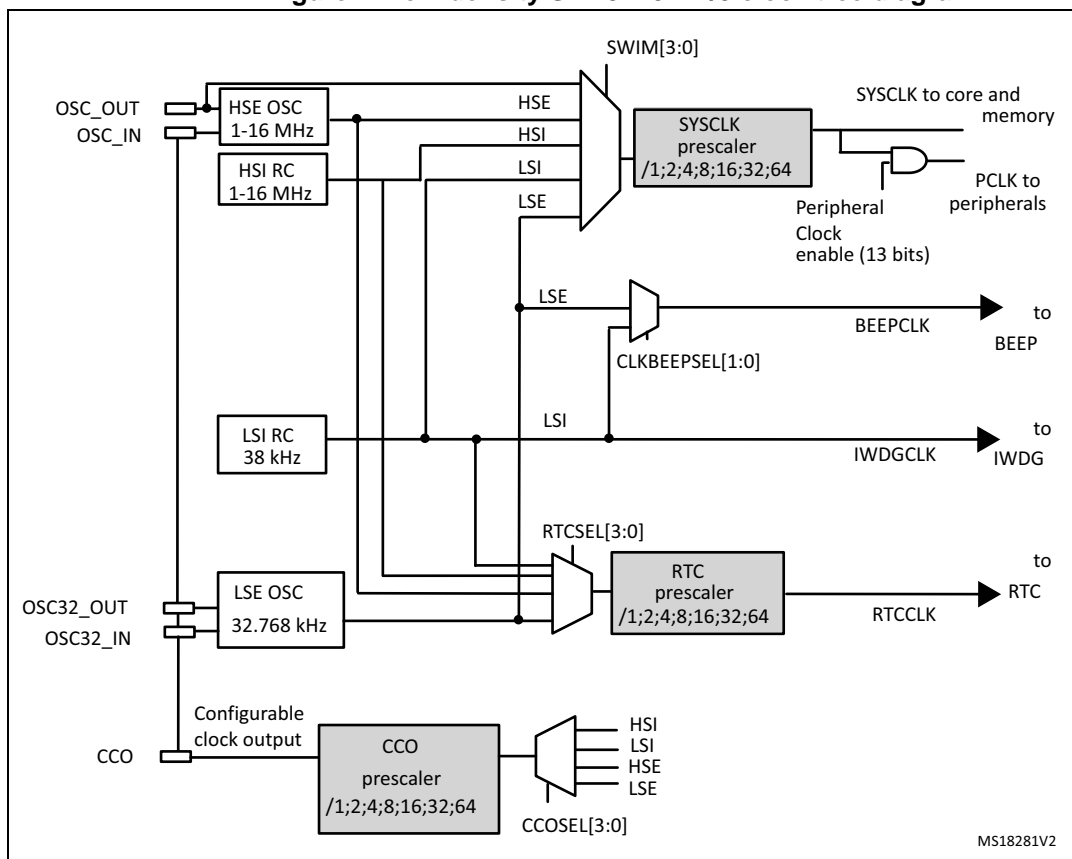 SWIM[3:0]
OSC_OUT
OSC_IN
HSE OSC
1-16 MHz
HSI RC
1-16 MHz
HSE
HSI
LSI
LSE
SYSCLK
prescaler
/1;2;4;8;16;32;64
SYSCLK to core and
memory
PCLK to
peripherals
Peripheral
Clock
enable (13 bits)
LSE
CLKBEEPSEL[1:0]
BEEPCLK
to
BEEP
LSI RC
38 kHz
LSI
IWDGCLK
to
IWDG
RTCSEL[3:0]
OSC32_OUT
OSC32_IN
LSE OSC
32.768 kHz
RTC
prescaler
/1;2;4;8;16;32;64
RTCCLK
to
RTC
CCO
Configurable
clock output
CCO
prescaler
/1;2;4;8;16;32;64
HSI
LSI
HSE
LSE
CCOSEL[3:0]
MS18281V2